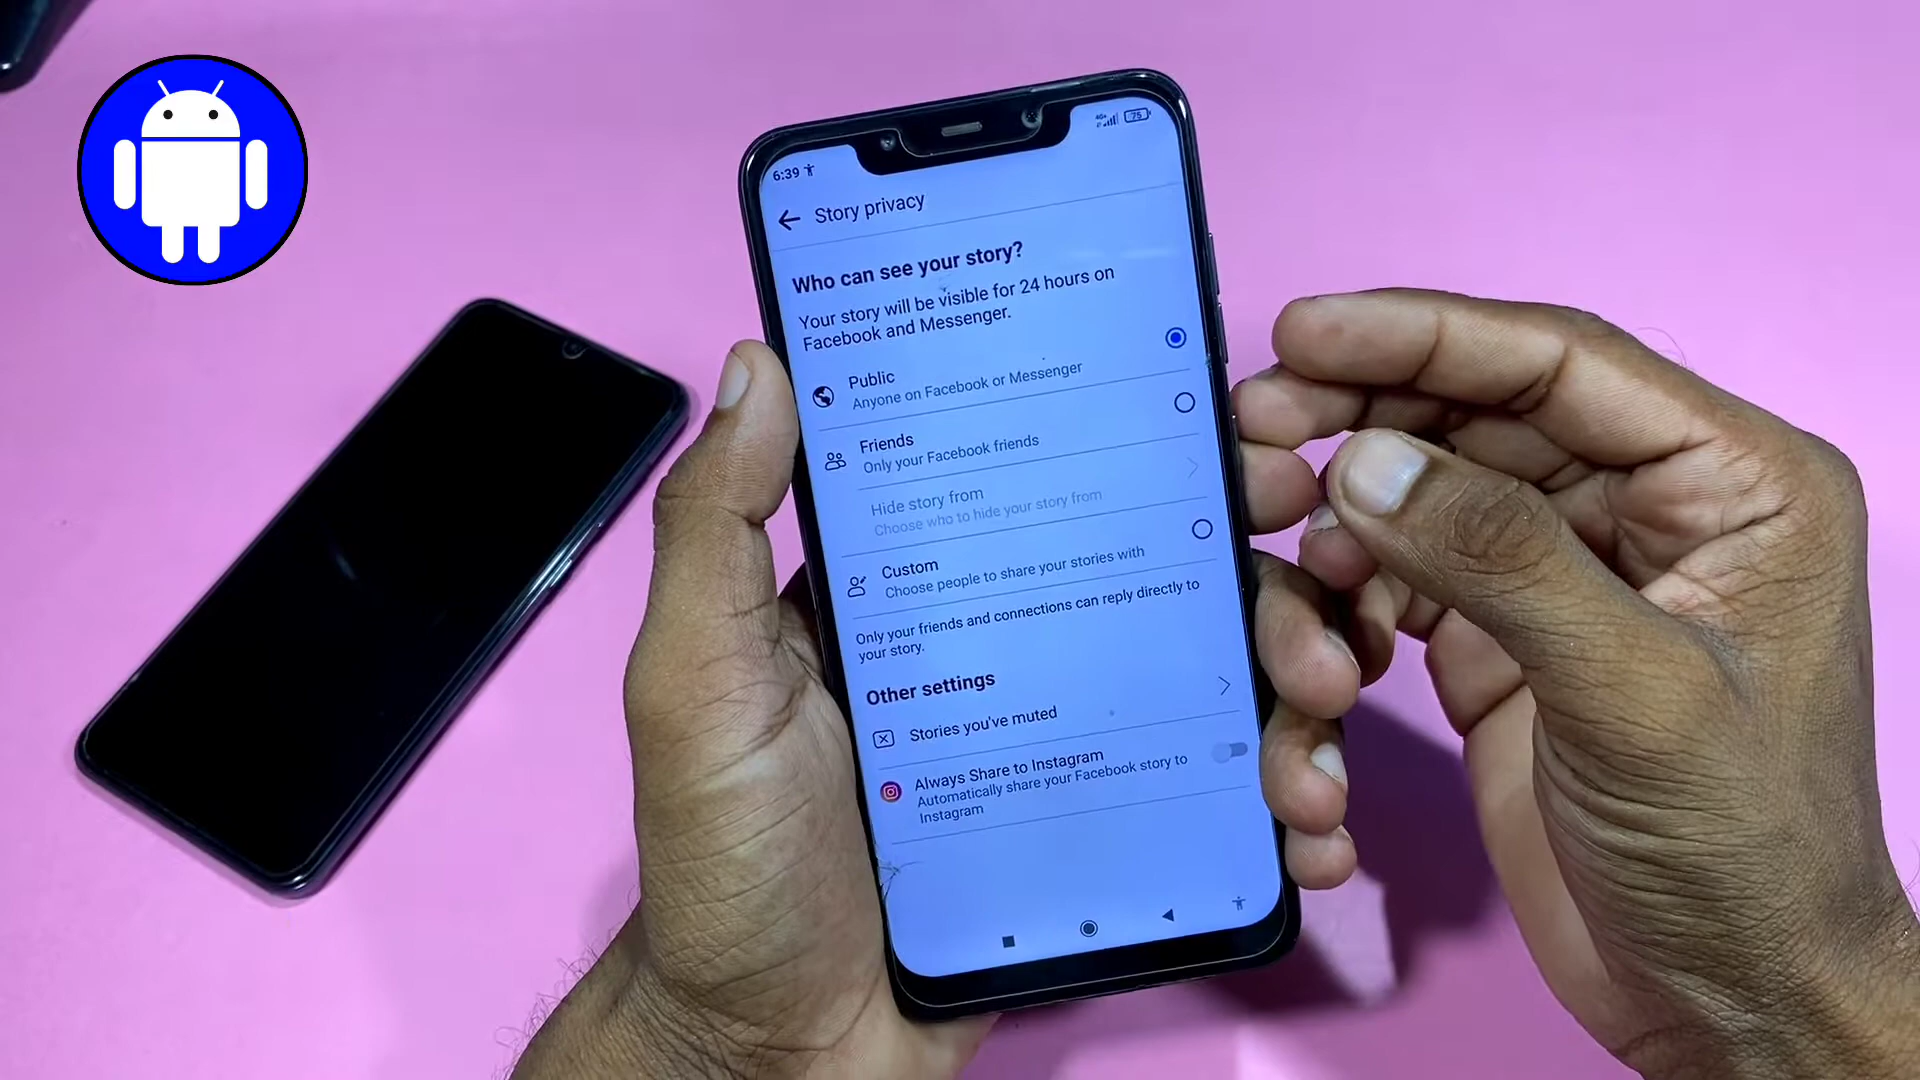 6:39
4G+
75
Story privacy
Who can see your story?
Your story will be visible for 24 hours on
Facebook and Messenger.
Public
Anyone on Facebook or Messenger
Friends
Only your Facebook friends
Hide story from
Choose who to hide your story from
Custom
Choose people to share your stories with
Only your friends and connections can reply directly to
your story.
Other settings
Stories you've muted
Always Share to Instagram
Automatically share your Facebook story to
Instagram